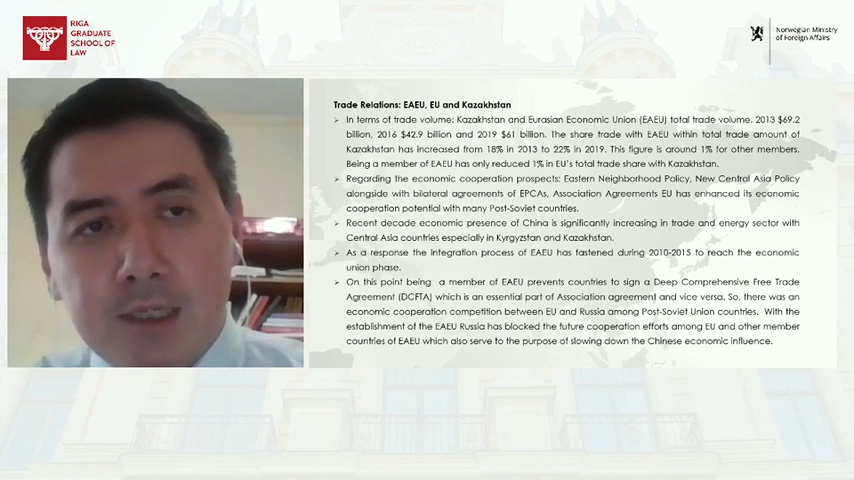 RIGA
GRADUATE
SCHOOL OF
LAW
Norwegian Ministry
of Foreign Affairs
Trade Relations: EAEU, EU and Kazakhstan
➢ In terms of trade volume: Kazakhstan and Eurasian Economic Union (EAEU) total trade volume. 2013 $69.2
billion, 2016 $42.9 billion and 2019 $61 billion. The share trade with EAEU within total trade amount of
Kazakhstan has increased from 18% in 2013 to 22% in 2019. This figure is around 1% for other members.
Being a member of EAEU has only reduced 1% in EU's total trade share with Kazakhstan.
➢ Regarding the economic cooperation prospects: Eastern Neighborhood Policy, New Central Asia Policy
alongside with bilateral agreements of EPCAs, Association Agreements EU has enhanced its economic
cooperation potential with many Post-Soviet countries.
➢ Recent decade economic presence of China is significantly increasing in trade and energy sector with
Central Asia countries especially in Kyrgyzstan and Kazakhstan.
➢ As a response the integration process of EAEU has fastened during 2010-2015 to reach the economic
union phase.
➢ On this point being a member of EAEU prevents countries to sign a Deep Comprehensive Free Trade
Agreement (DCFTA) which is an essential part of Association agreement and vice versa. So, there was an
economic cooperation competition between EU and Russia among Post-Soviet Union countries. With the
establishment of the EAEU Russia has blocked the future cooperation efforts among EU and other member
countries of EAEU which also serve to the purpose of slowing down the Chinese economic influence.